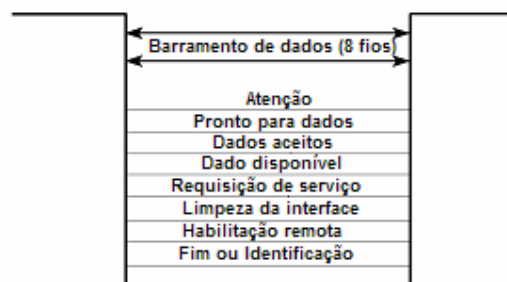 Barramento de dados (8 fios)
Atenção
Pronto para dados
Dados aceitos
Dado disponível
Requisição de serviço
Limpeza da interface
Habilitação remota
Fim ou Identificação